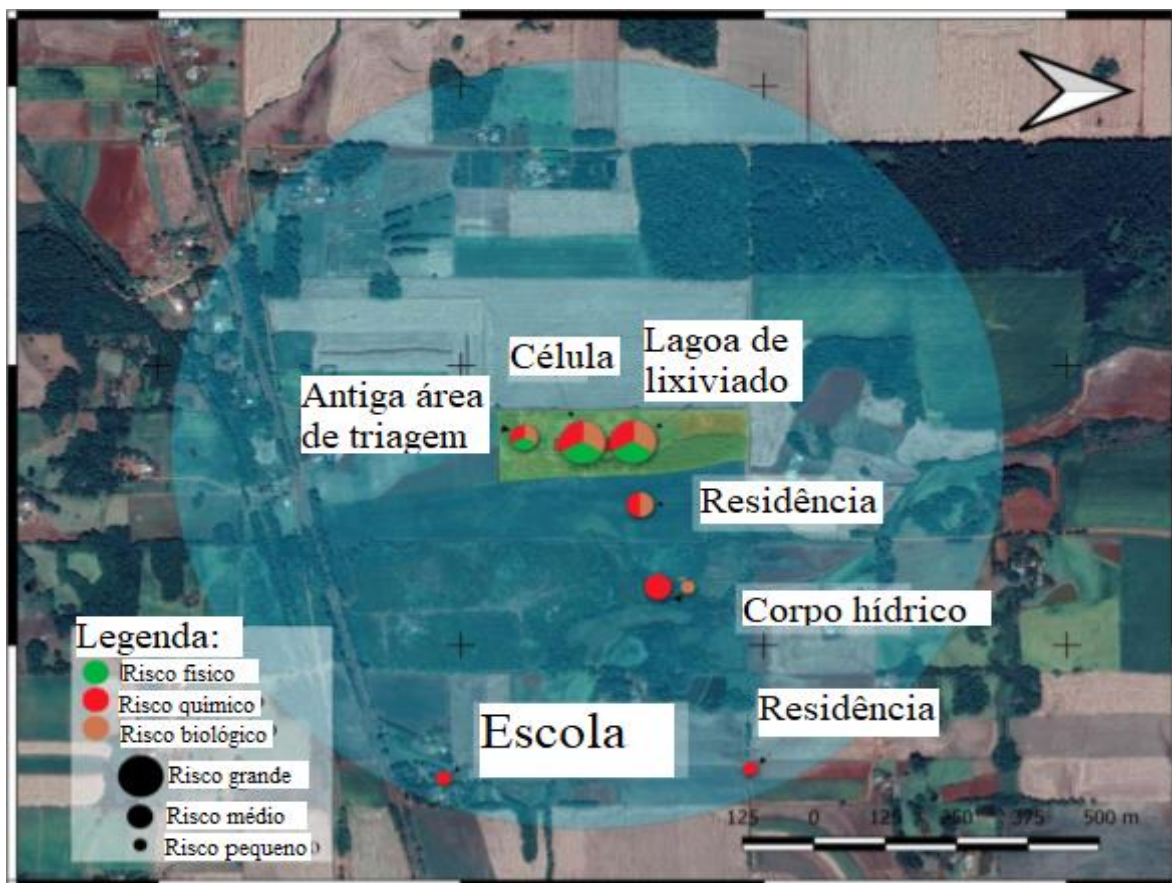 Célula
Lagoa de
lixiviado
Antiga área
de triagem
Residência
Corpo hídrico
Residência
Escola
Legenda:
Risco físico
Risco químico
Risco biológico
Risco grande
Risco médio
Risco pequeno
125 0 125 250 375 500 m